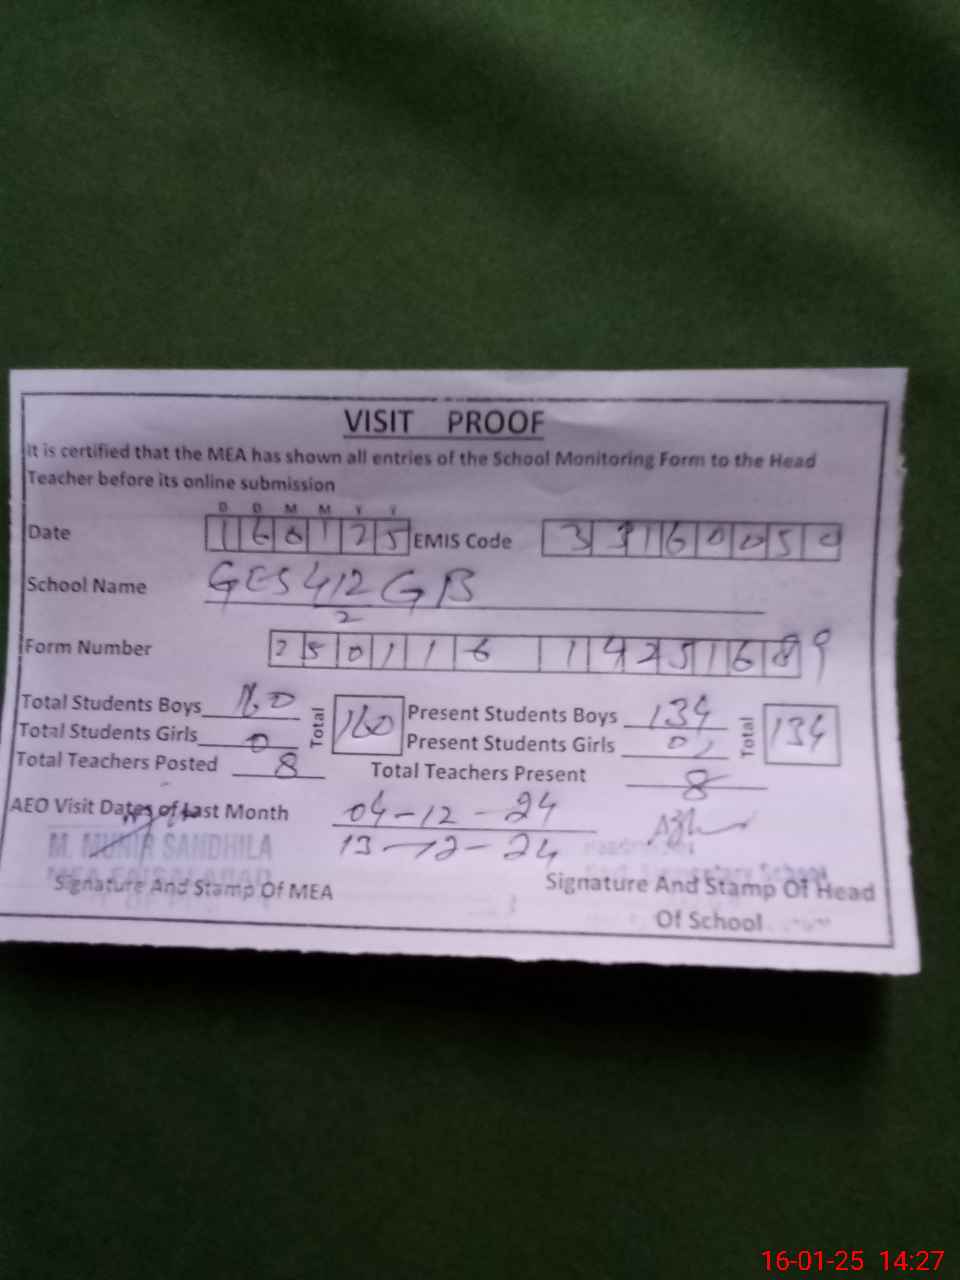 VISIT PROOF
It is certified that the MEA has shown all entries of the School Monitoring Form to the Head
Teacher before its online submission
D D M M Y Y
Date 160125 EMIS Code 33160050
School Name GES 412 GB
2
Form Number 250116 14251689
Total Students Boys 160 Total 160 Present Students Boys 134 Total 134
Total Students Girls 0 Present Students Girls 0
Total Teachers Posted 8 Total Teachers Present 8
AEO Visit Dates of Last Month 04-12-24
13-12-24
M. MUNIR SANDHILA
MEA FAISALABAD
Signature And Stamp Of MEA
Signature And Stamp Of Head
Of School
16-01-25 14:27